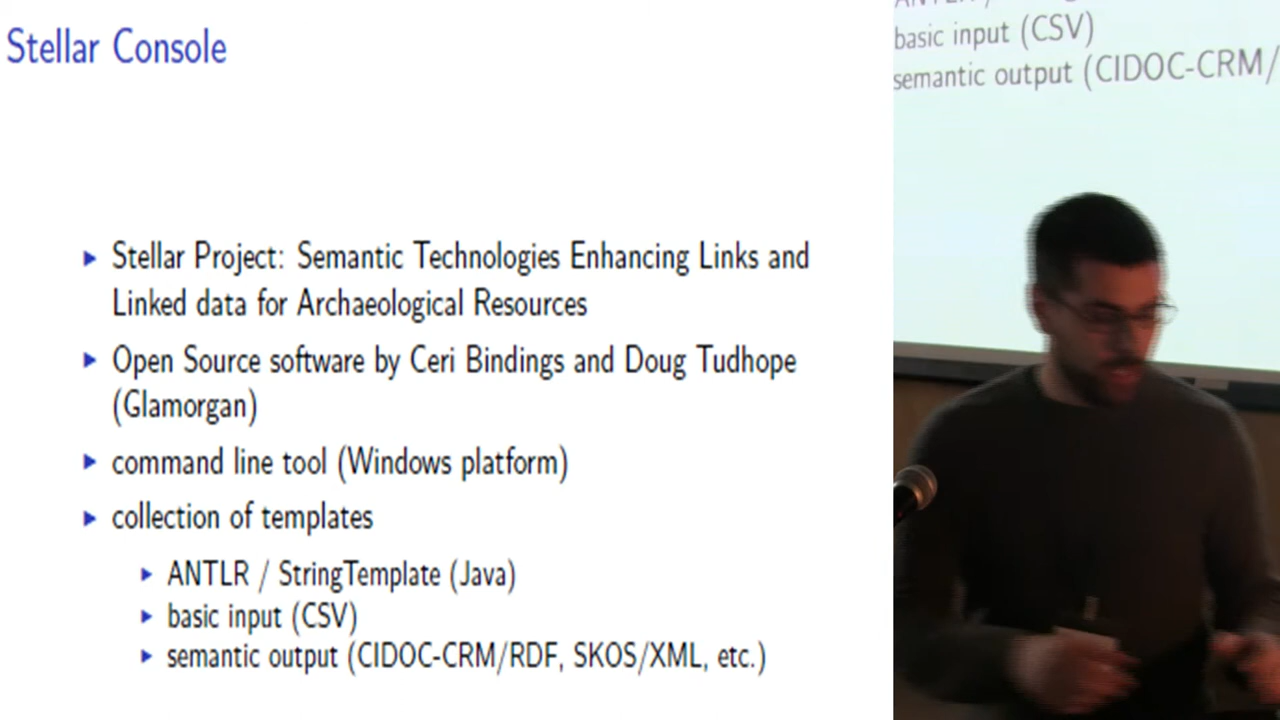 Stellar Console
Stellar Project: Semantic Technologies Enhancing Links and
Linked data for Archaeological Resources
Open Source software by Ceri Bindings and Doug Tudhope
(Glamorgan)
command line tool (Windows platform)
collection of templates
ANTLR / StringTemplate (Java)
basic input (CSV)
semantic output (CIDOC-CRM/RDF, SKOS/XML, etc.)
basic input (CSV)
semantic output (CIDOC-CRM/